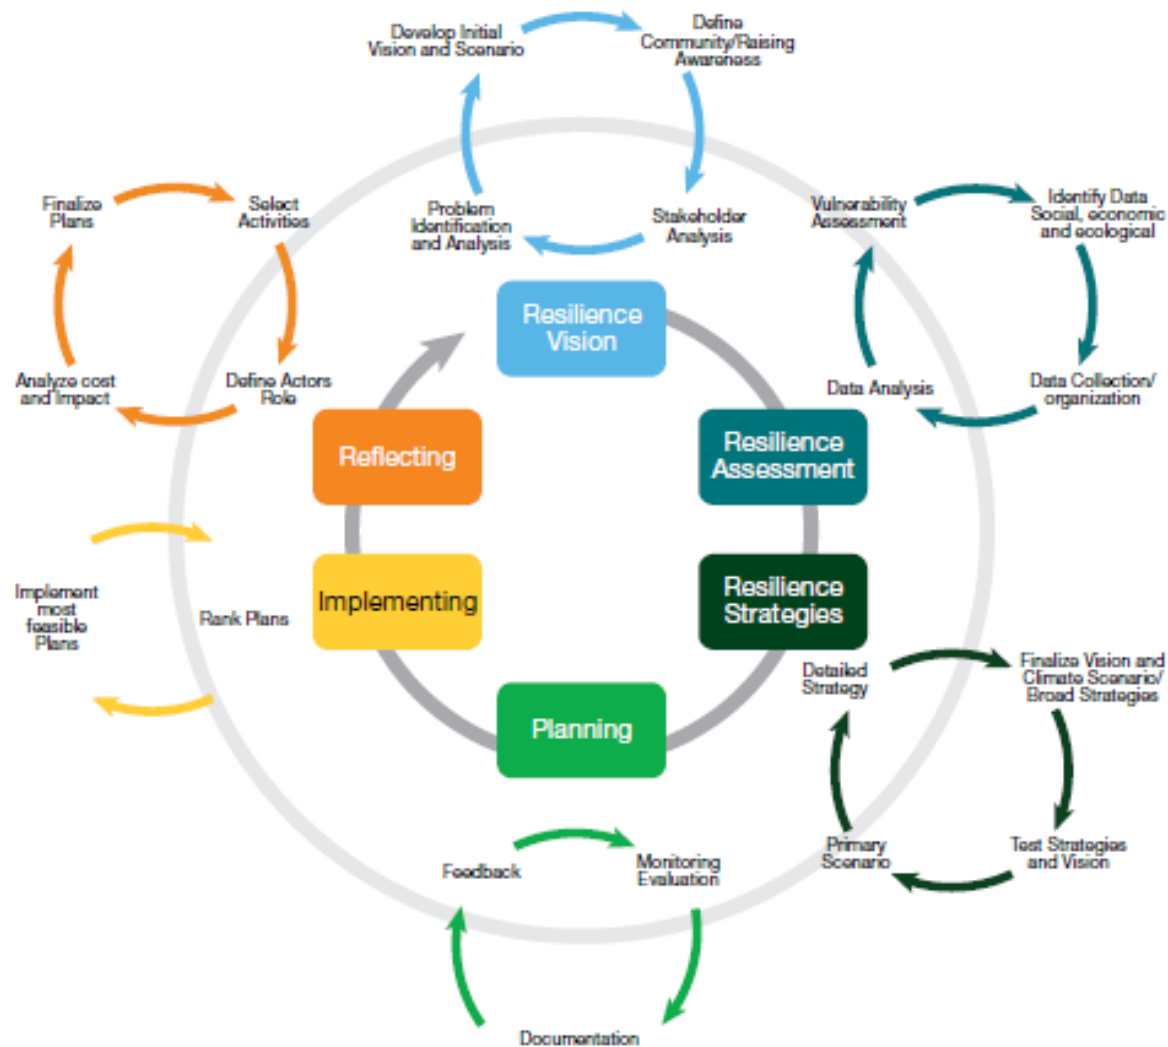 Develop Initial
Vision and Scenario
Define
Community/Raising
Awareness
Stakeholder
Analysis
Problem
Identification
and Analysis
Finalize
Plans
Select
Activities
Define Actors
Role
Analyze cost
and Impact
Vulnerability
Assessment
Identify Data
Social, economic
and ecological
Data Collection/
organization
Data Analysis
Resilience
Vision
Resilience
Assessment
Resilience
Strategies
Planning
Implementing
Reflecting
Implement
most
feasible
Plans
Rank Plans
Detailed
Strategy
Finalize Vision and
Climate Scenario/
Broad Strategies
Test Strategies
and Vision
Primary
Scenario
Feedback
Monitoring
Evaluation
Documentation